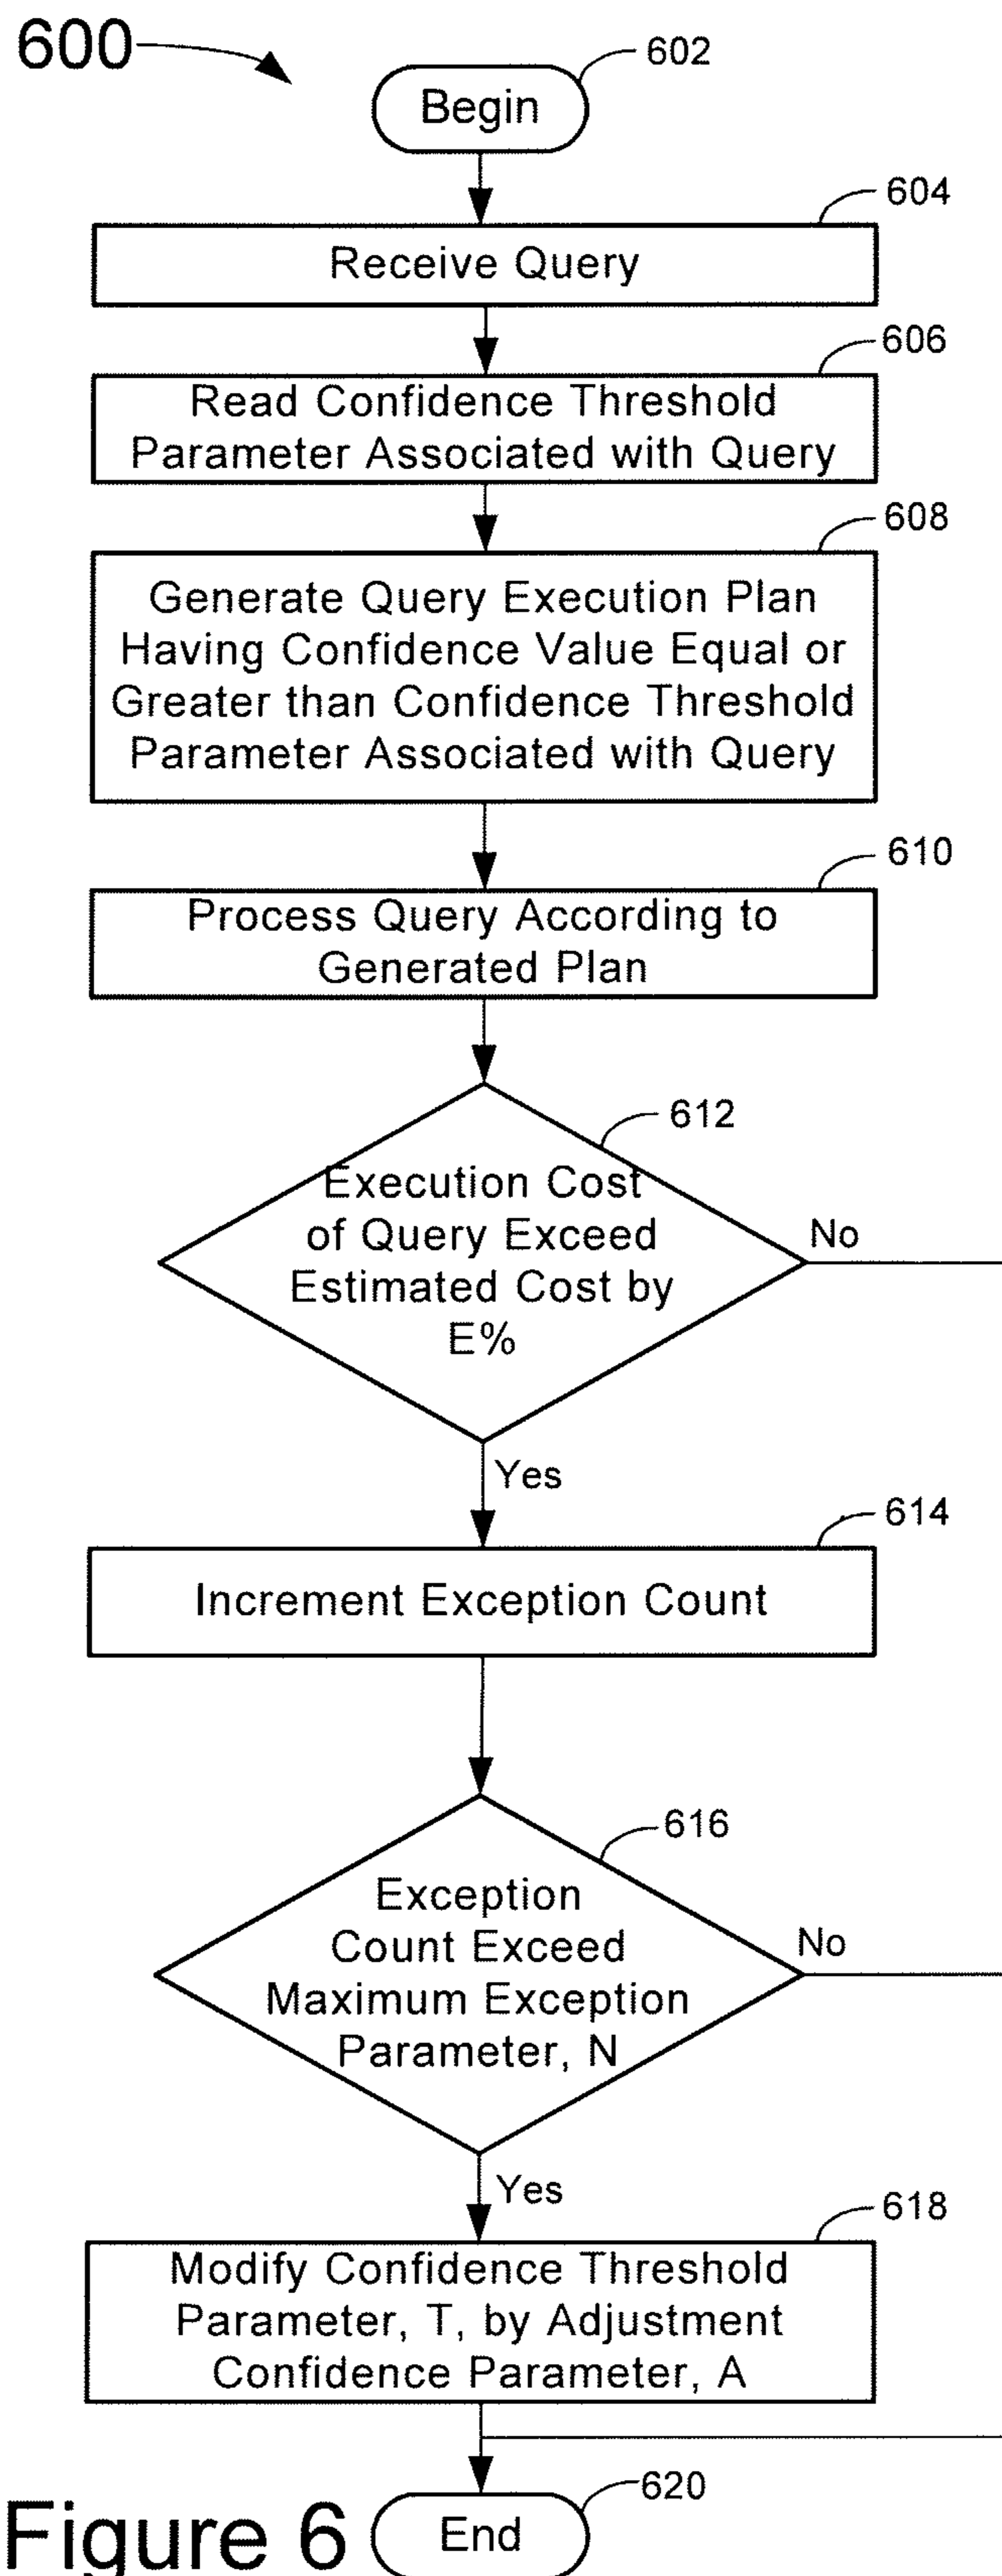 600
602
Begin
604
Receive Query
606
Read Confidence Threshold
Parameter Associated with Query
608
Generate Query Execution Plan
Having Confidence Value Equal or
Greater than Confidence Threshold
Parameter Associated with Query
610
Process Query According to
Generated Plan
612
Execution Cost
of Query Exceed
Estimated Cost by
E%
No
Yes
614
Increment Exception Count
616
Exception
Count Exceed
Maximum Exception
Parameter, N
No
Yes
618
Modify Confidence Threshold
Parameter, T, by Adjustment
Confidence Parameter, A
620
End
Figure 6